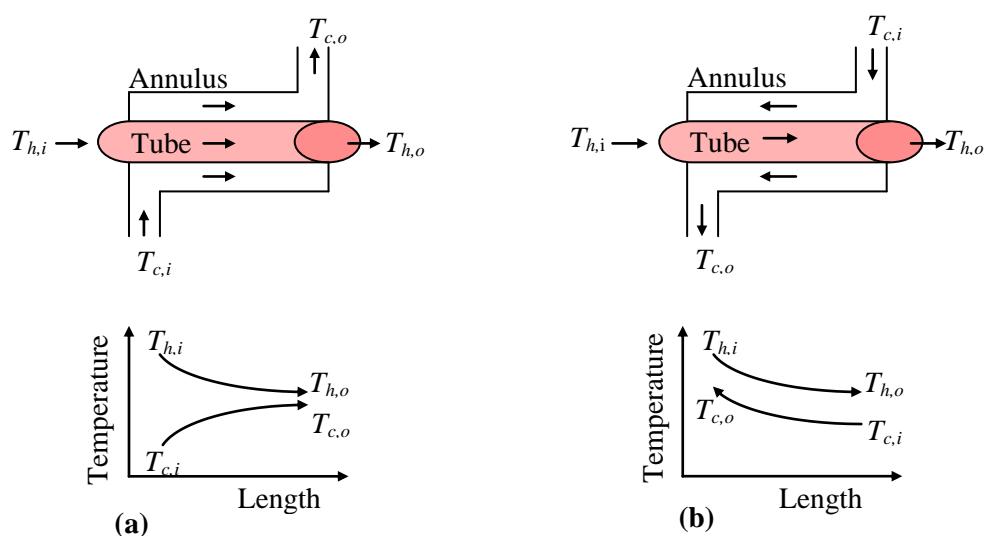 T_{c,o}
Annulus
T_{h,i}
Tube
T_{h,o}
T_{c,i}
Temperature
T_{h,i}
T_{h,o}
T_{c,o}
T_{c,i}
Length
(a)
T_{c,i}
Annulus
T_{h,i}
Tube
T_{h,o}
T_{c,o}
Temperature
T_{h,i}
T_{h,o}
T_{c,o}
T_{c,i}
Length
(b)